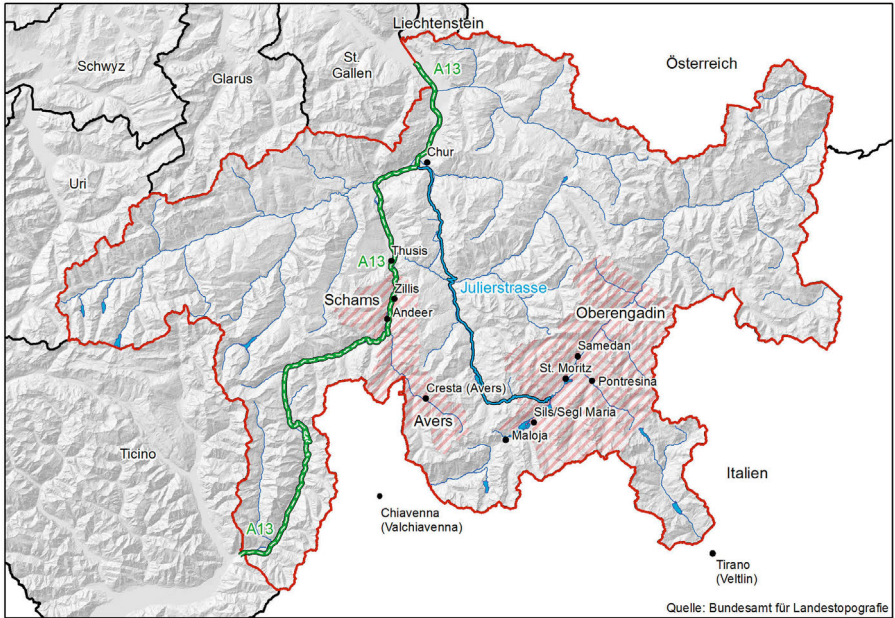 Liechtenstein
Schwyz
Glarus
St.
Gallen
A13
Österreich
Uri
Chur
Thusis
A13
Zillis
Julierstrasse
Schams
Andeer
Oberengadin
Samedan
St. Moritz
Pontresina
Cresta (Avers)
Avers
Sils/Segl Maria
Maloja
Ticino
Italien
Chiavenna
(Valchiavenna)
A13
Tirano
(Veltlin)
Quelle: Bundesamt für Landestopografie